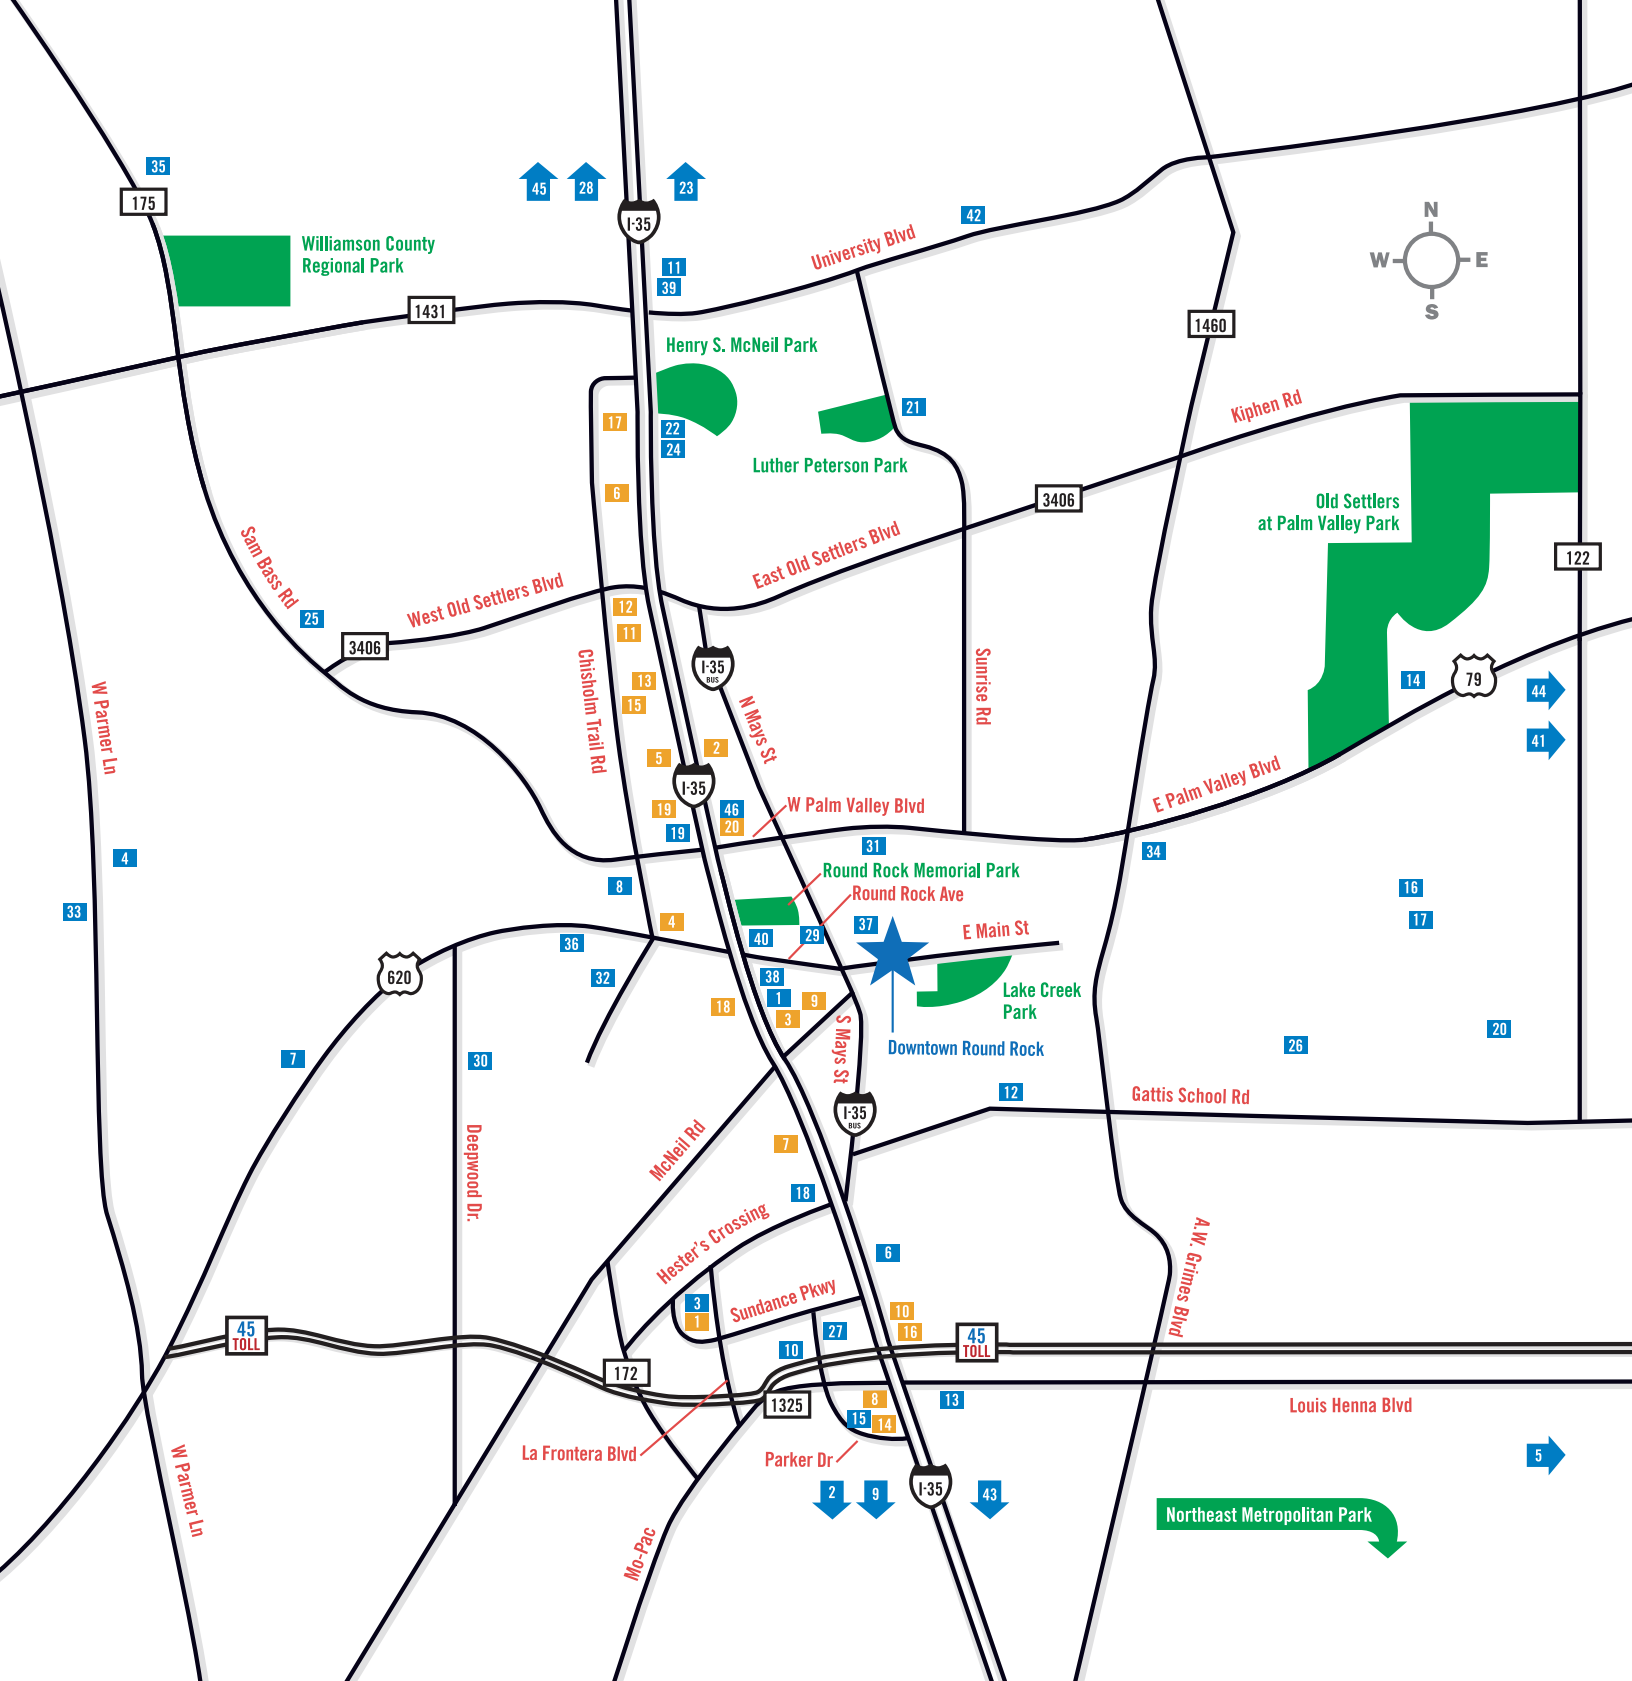 35
175
45
28
23
I-35
42
University Blvd
N
W
E
S
Williamson County
Regional Park
11
39
1431
1460
Henry S. McNeil Park
17
22
24
21
Kiphen Rd
Luther Peterson Park
6
3406
Old Settlers
at Palm Valley Park
East Old Settlers Blvd
122
Sam Bass Rd
West Old Settlers Blvd
25
12
11
3406
I-35
BUS
Chisholm Trail Rd
Sunrise Rd
13
15
N Mays St
14
79
44
41
W Parmer Ln
5
2
I-35
E Palm Valley Blvd
19
46
20
W Palm Valley Blvd
19
31
34
4
Round Rock Memorial Park
8
Round Rock Ave
16
33
4
17
37
40
29
E Main St
36
620
32
38
1
9
3
18
Lake Creek
Park
S Mays St
Downtown Round Rock
20
26
7
30
12
Gattis School Rd
I-35
BUS
Deepwood Dr.
McNeil Rd
7
18
Hester's Crossing
6
A.W. Grimes Blvd
3
1
Sundance Pkwy
10
16
27
10
45
TOLL
45
TOLL
172
1325
8
15
14
13
Louis Henna Blvd
La Frontera Blvd
Parker Dr
5
W Parmer Ln
2
9
I-35
43
Northeast Metropolitan Park
Mo-Pac